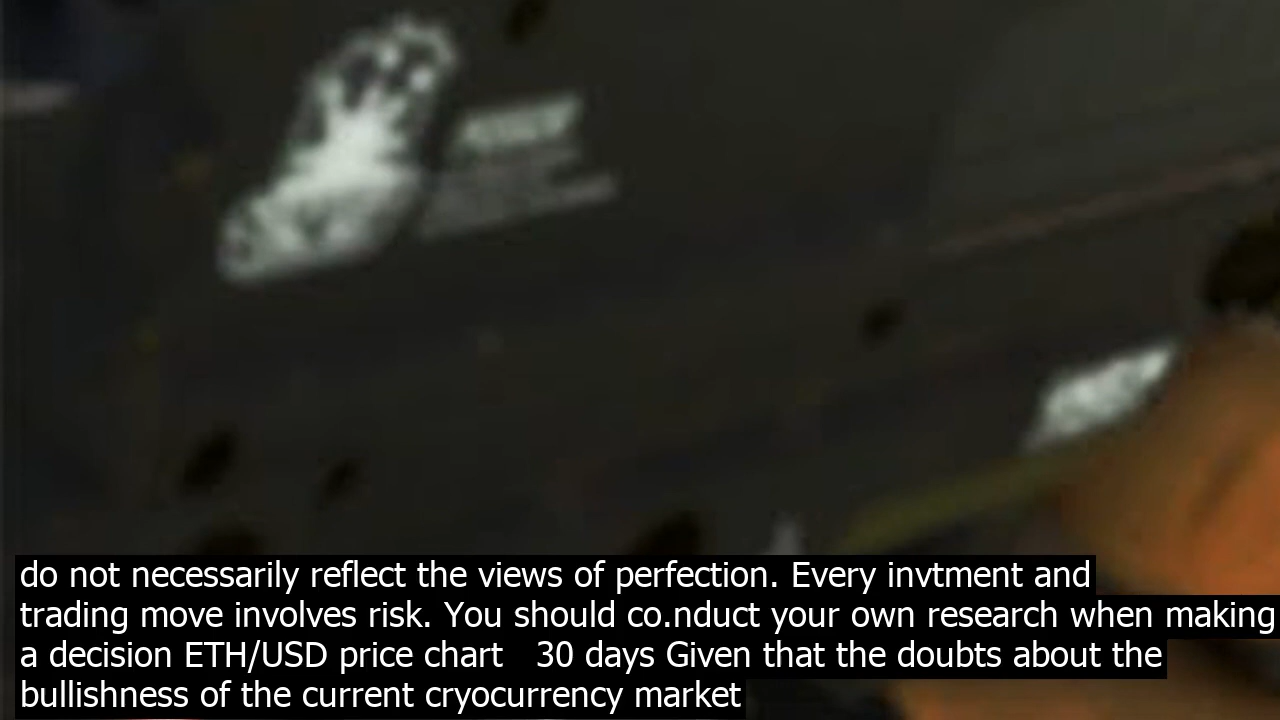 do not necessarily reflect the views of perfection. Every invtment and
trading move involves risk. You should co.nduct your own research when making
a decision ETH/USD price chart   30 days Given that the doubts about the
bullishness of the current cryocurrency market